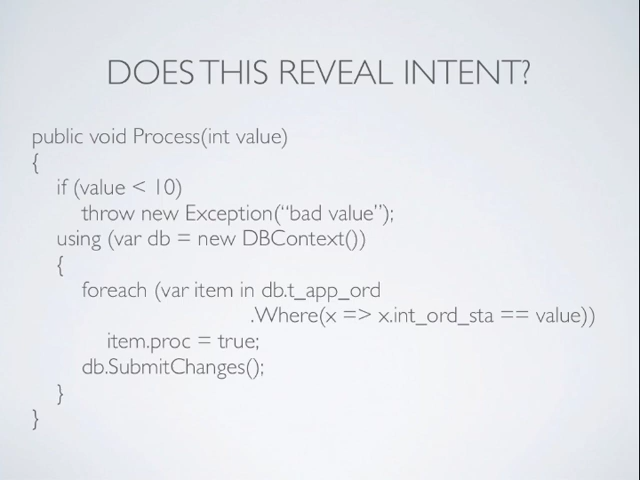 DOES THIS REVEAL INTENT?
public void Process(int value)
{
if (value < 10)
throw new Exception(“bad value”);
using (var db = new DBContext())
{
foreach (var item in db.t_app_ord
.Where(x => x.int_ord_sta == value))
item.proc = true;
db.SubmitChanges();
}
}